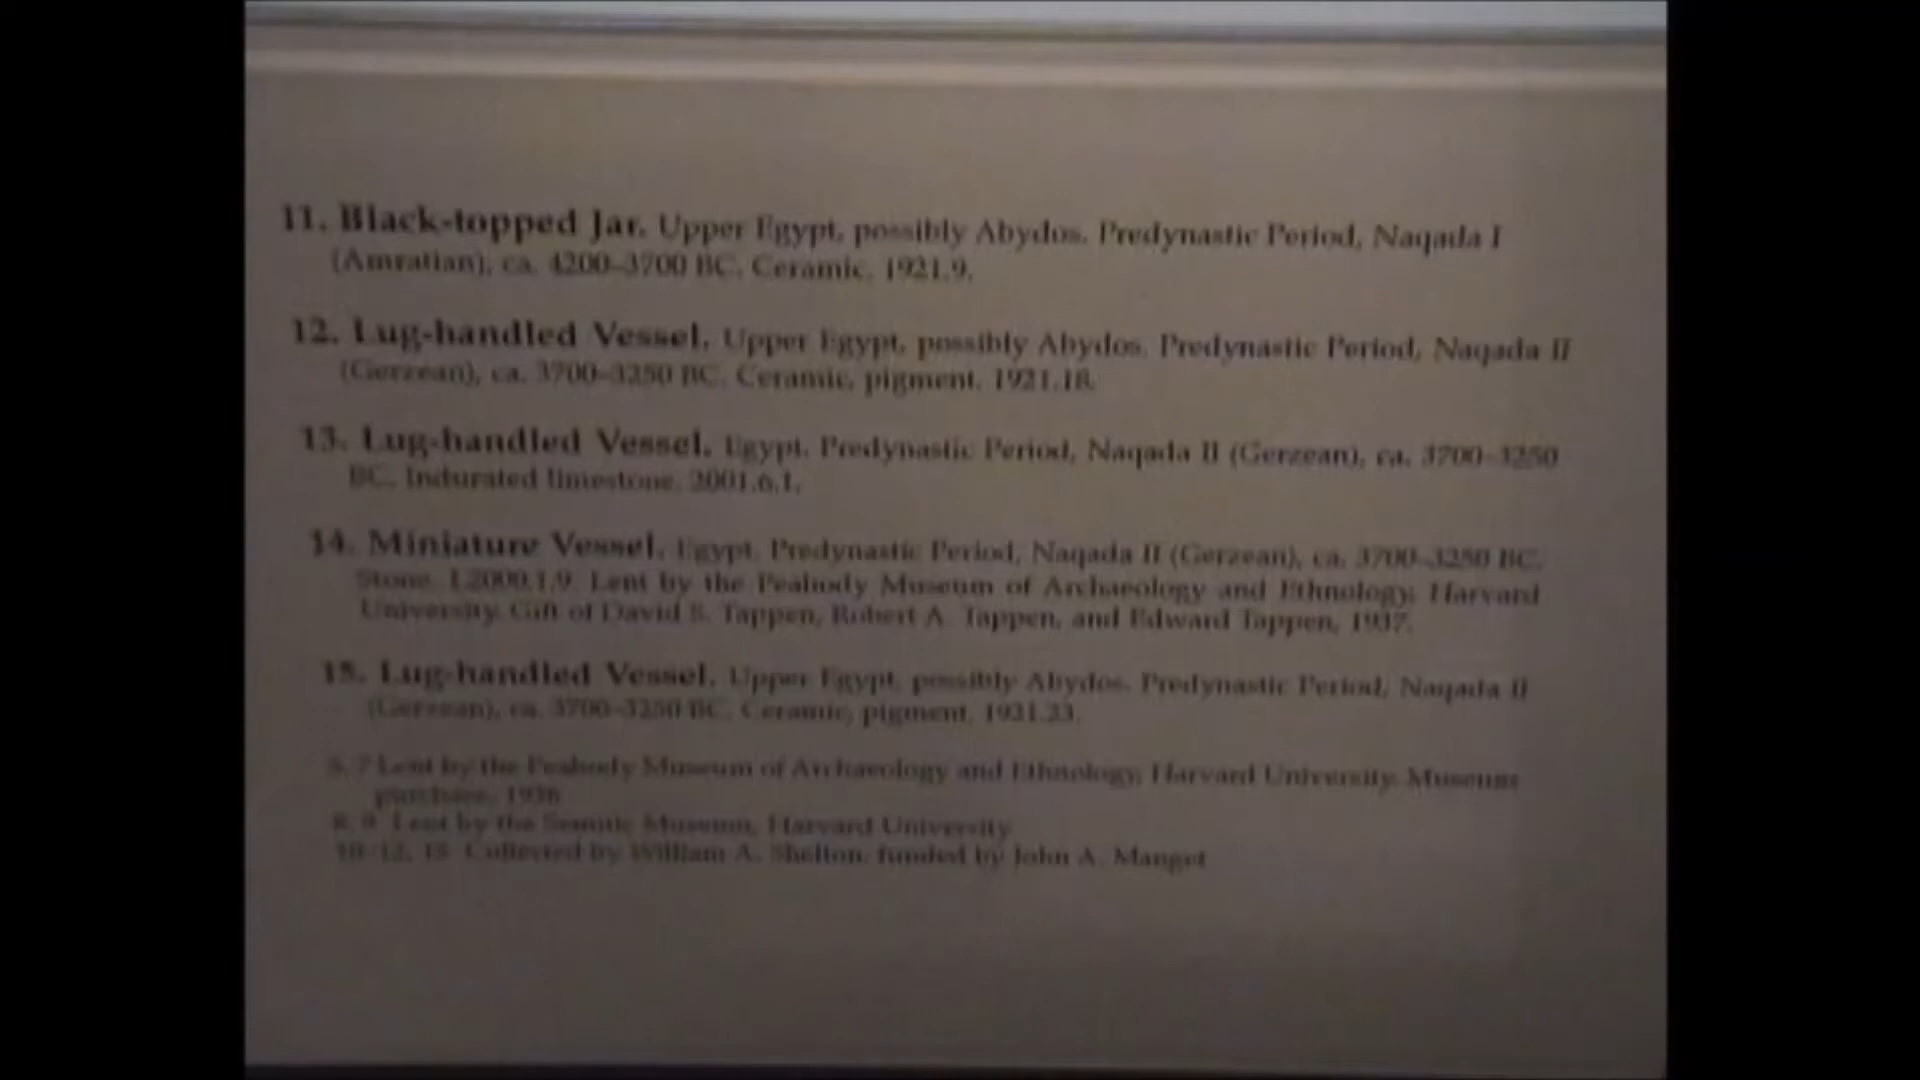 11. Black-topped Jar. Upper Egypt, possibly Abydos. Predynastic Period, Naqada I
(Amratian), ca. 4200–3700 BC. Ceramic. 1921.9.
12. Lug-handled Vessel. Upper Egypt, possibly Abydos. Predynastic Period, Naqada II
(Gerzean), ca. 3700–3250 BC. Ceramic, pigment. 1921.18.
13. Lug-handled Vessel. Egypt. Predynastic Period, Naqada II (Gerzean), ca. 3700–3250
BC. Indurated limestone. 2001.6.1.
14. Miniature Vessel. Egypt. Predynastic Period, Naqada II (Gerzean), ca. 3700–3250 BC.
Stone. L2000.1.9. Lent by the Peabody Museum of Archaeology and Ethnology, Harvard
University. Gift of David S. Tappen, Robert A. Tappen, and Edward Tappen, 1937.
15. Lug-handled Vessel. Upper Egypt, possibly Abydos. Predynastic Period, Naqada II
(Gerzean), ca. 3700–3250 BC. Ceramic, pigment. 1921.23.
7 Lent by the Peabody Museum of Archaeology and Ethnology, Harvard University. Museum
purchase, 1936
Lent by the Semitic Museum, Harvard University
10–12, 15 Collected by William A. Shelton, funded by John A. Manget